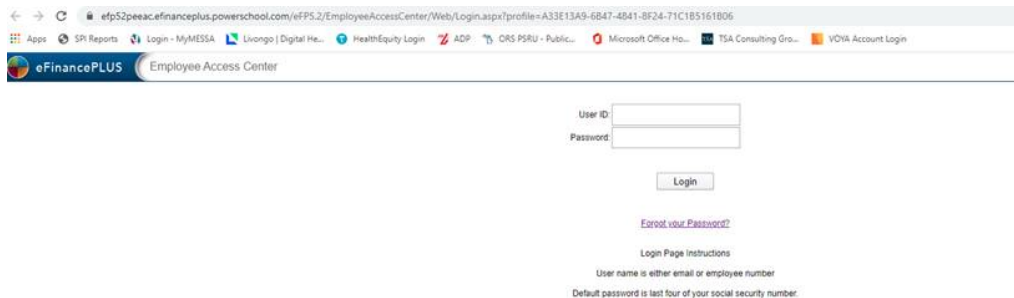 efp52peeac.efinanceplus.powerschool.com/eFP5.2/EmployeeAccessCenter/Web/Login.aspx?profile=A33E13A9-6B47-4841-8F24-71C1B5161B06
Apps SPI Reports Login - MyMESSA Livongo | Digital He... HealthEquity Login ADP ORS PSRU - Public... Microsoft Office Ho... TSA TSA Consulting Gro... VOYA Account Login
eFinancePLUS Employee Access Center
User ID:
Password:
Login
Forgot your Password?
Login Page Instructions
User name is either email or employee number
Default password is last four of your social security number.